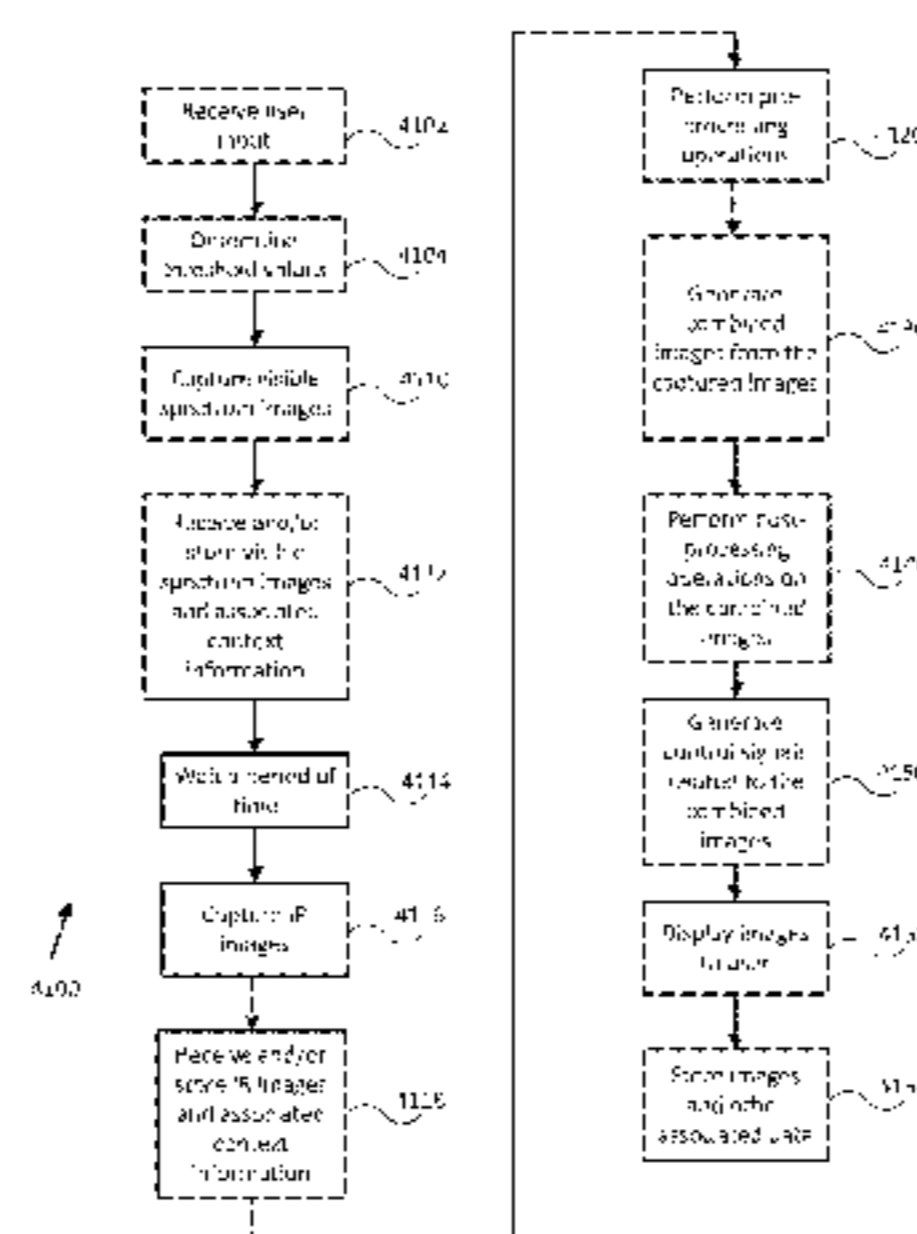 Receive user
input
4102
Determine
threshold values
4104
Capture visible
spectrum images
4110
Receive and/or
store visible
spectrum images
and associated
context
information
4112
Wait a period of
time
4114
Capture IR
images
4116
4100
Receive and/or
store IR images
and associated
context
information
4118
Perform pre-
processing
operations
Generate
combined
images from the
captured images
Perform post-
processing
operations on
the combined
images
Generate
control signals
related to the
combined
images
Display images
to user
Store images
and other
associated data